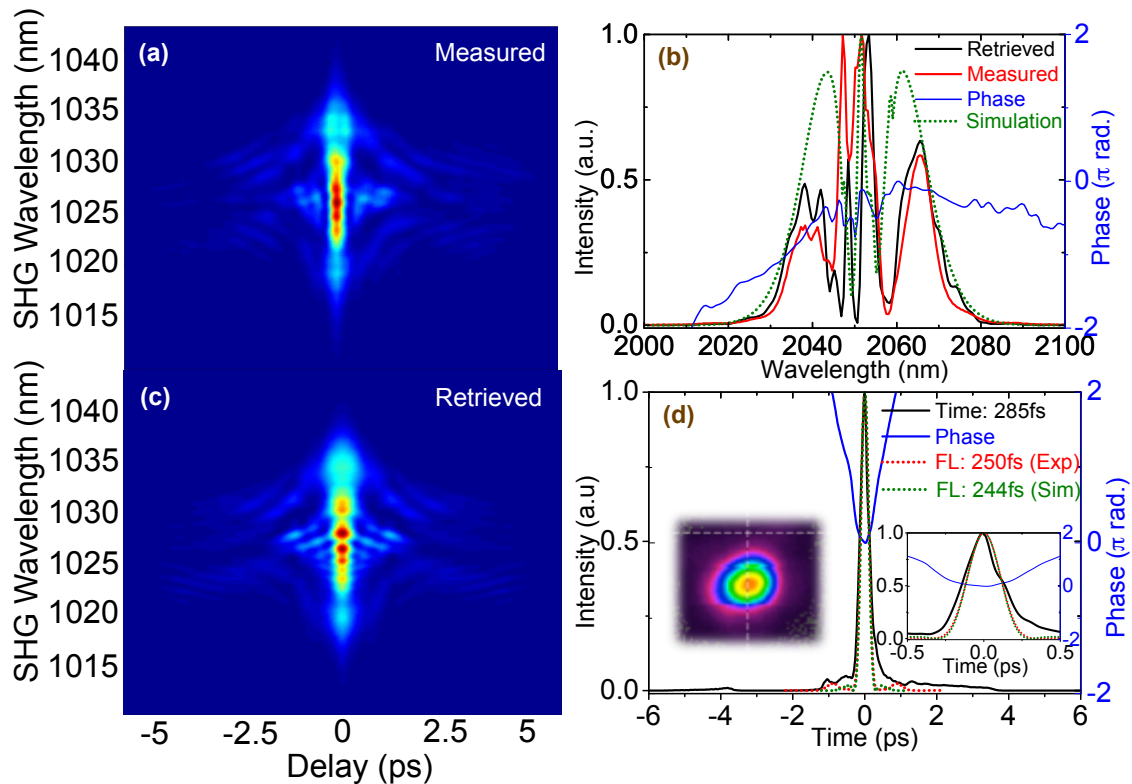 (a)
Measured
SHG Wavelength (nm)
1040
1035
1030
1025
1020
1015
(b)
Retrieved
Measured
Phase
Simulation
Intensity (a.u.)
1.0
0.5
0.0
2000 2020 2040 2060 2080 2100
Wavelength (nm)
Phase (π rad.)
2
1
0
-1
-2
(c)
Retrieved
SHG Wavelength (nm)
1040
1035
1030
1025
1020
1015
-5 -2.5 0 2.5 5
Delay (ps)
(d)
Time: 285fs
Phase
FL: 250fs (Exp)
FL: 244fs (Sim)
Intensity (a.u)
1.0
0.5
0.0
-6 -4 -2 0 2 4 6
Time (ps)
Phase (π rad.)
2
1
0
-1
-2
1.0
0.5
0.0
-0.5 0.0 0.5
Time (ps)
2
0
-2